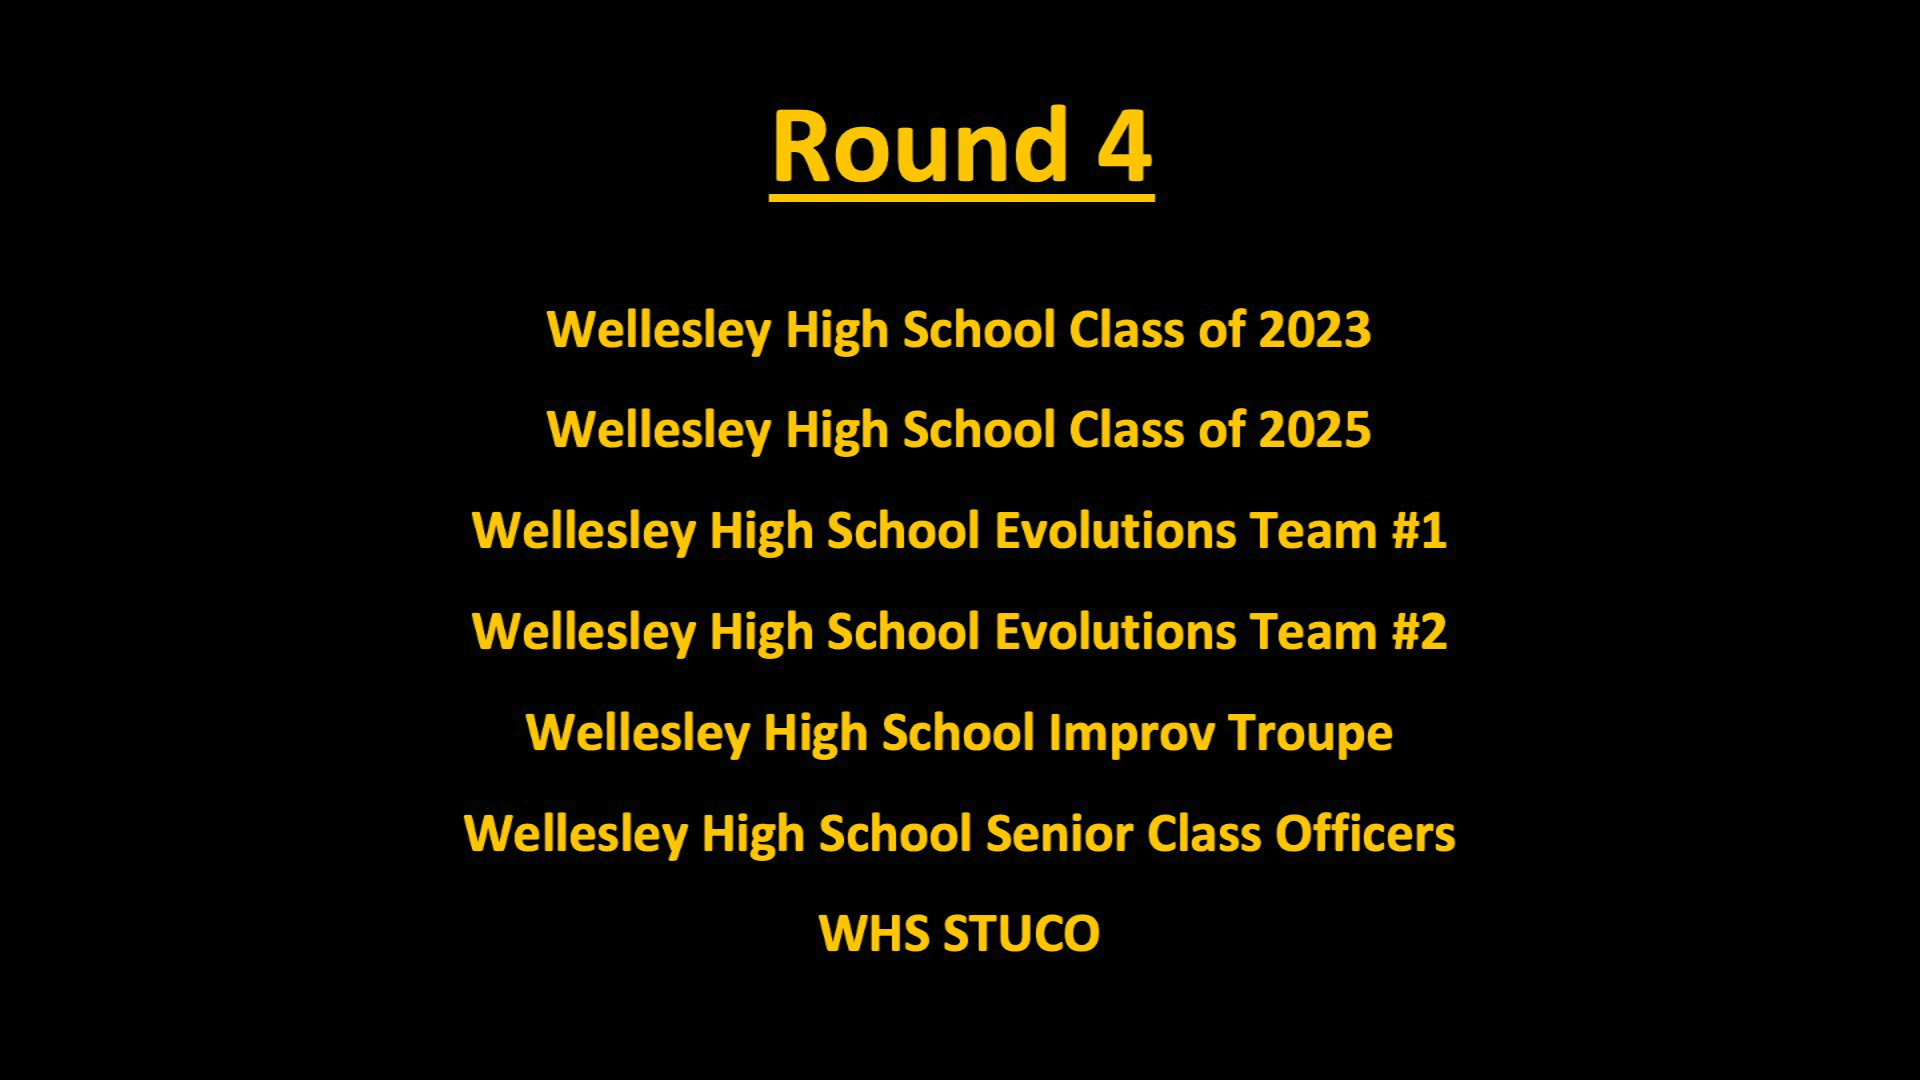 Round 4
Wellesley High School Class of 2023
Wellesley High School Class of 2025
Wellesley High School Evolutions Team #1
Wellesley High School Evolutions Team #2
Wellesley High School Improv Troupe
Wellesley High School Senior Class Officers
WHS STUCO